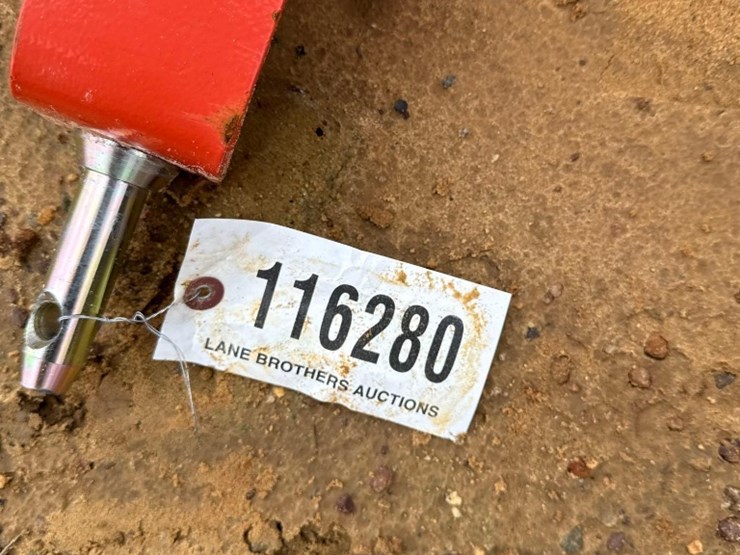 116280
LANE BROTHERS AUCTIONS